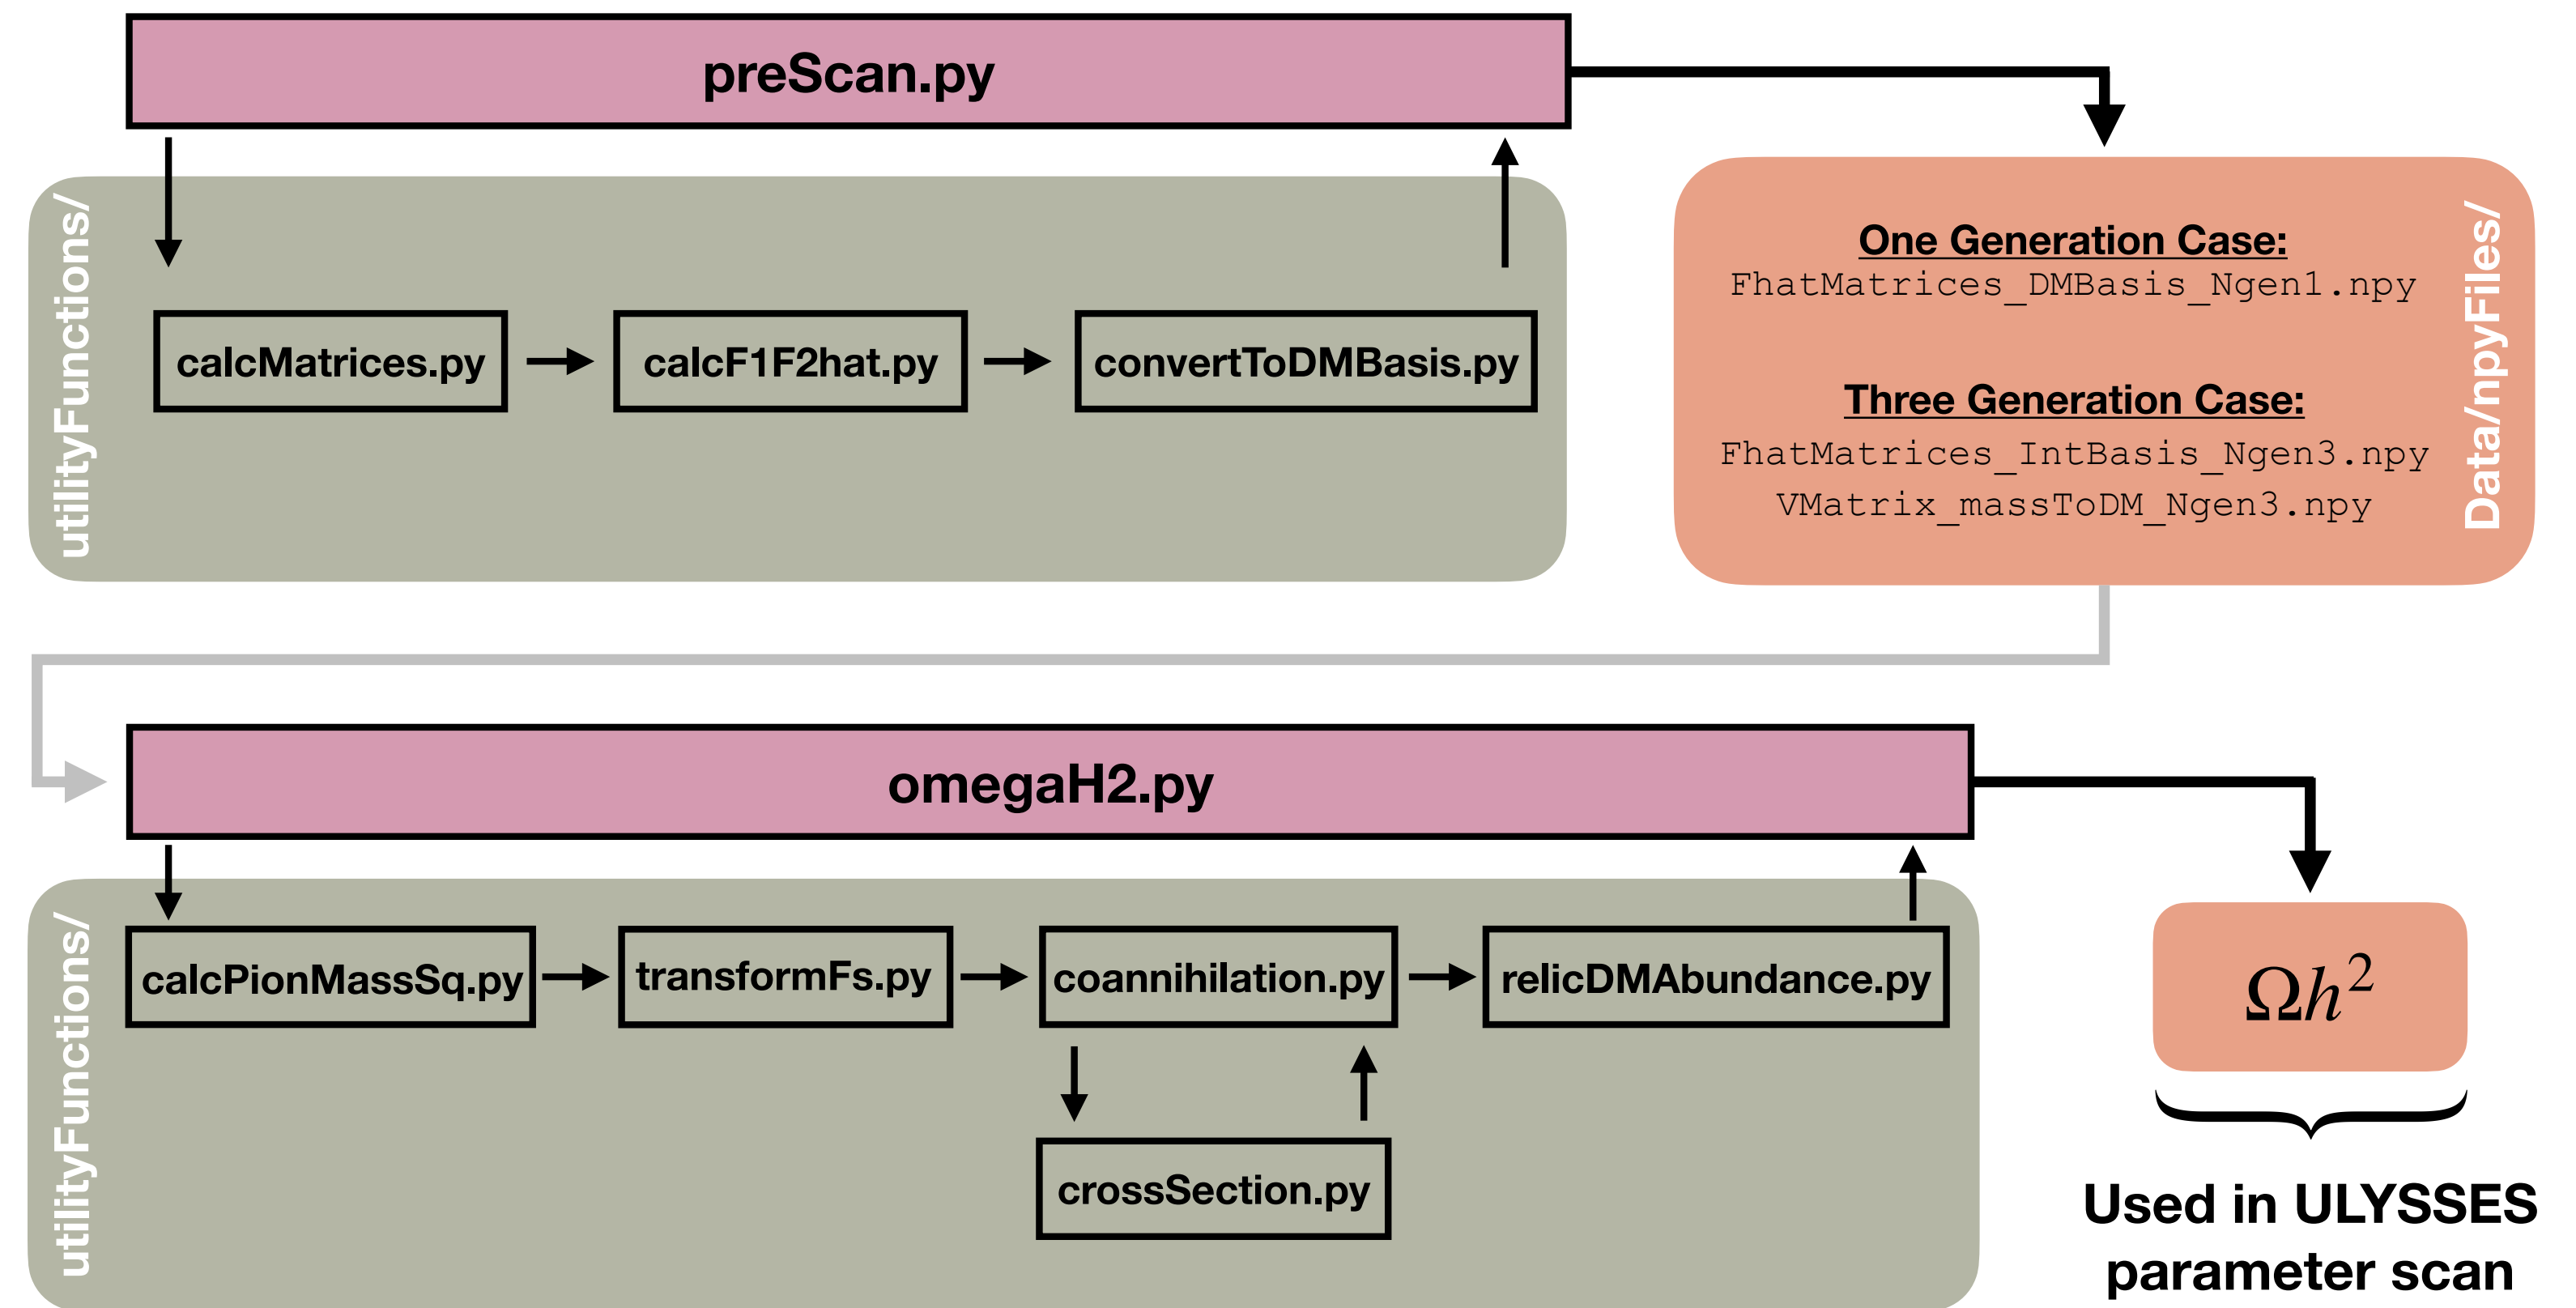 preScan.py
utilityFunctions/
calcMatrices.py
calcF1F2hat.py
convertToDMBasis.py
One Generation Case:
FhatMatrices_DMBasis_Ngen1.npy
Three Generation Case:
FhatMatrices_IntBasis_Ngen3.npy
VMatrix_massToDM_Ngen3.npy
Data/npyFiles/
omegaH2.py
utilityFunctions/
calcPionMassSq.py
transformFs.py
coannihilation.py
relicDMAbundance.py
crossSection.py
Ωh²
Used in ULYSSES
parameter scan